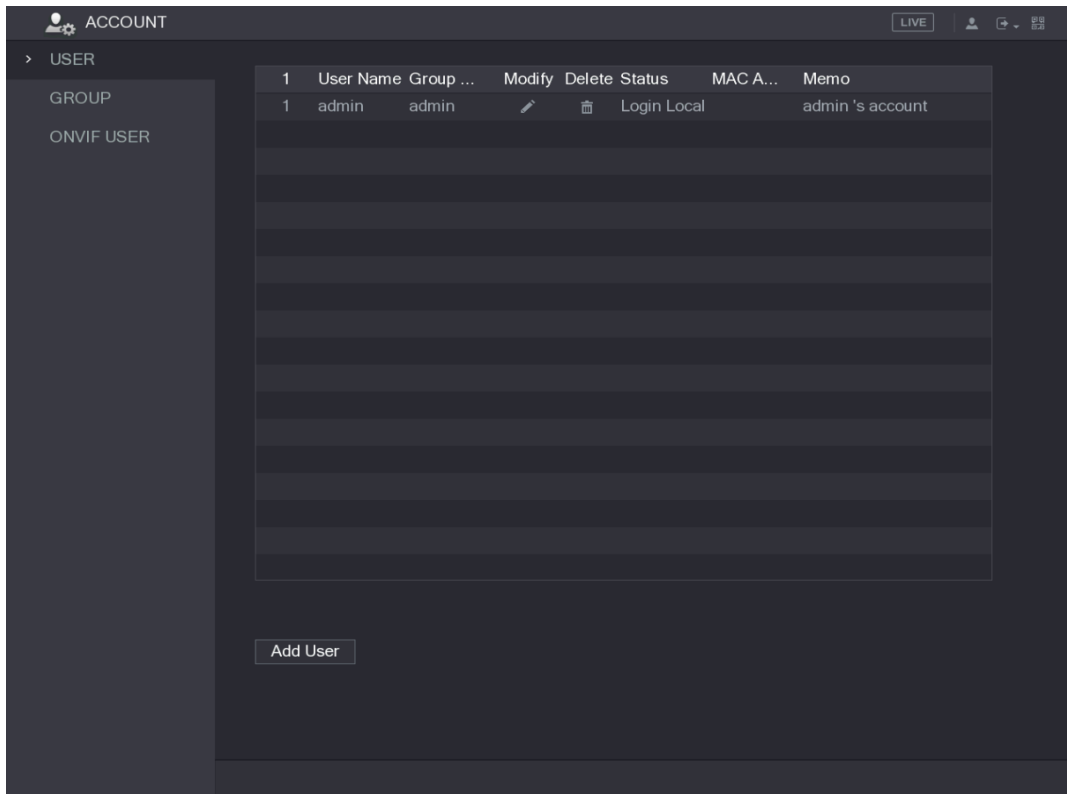 ACCOUNT LIVE
USER
GROUP
ONVIF USER
1 User Name Group ... Modify Delete Status MAC A... Memo
1 admin admin Login Local admin 's account
Add User